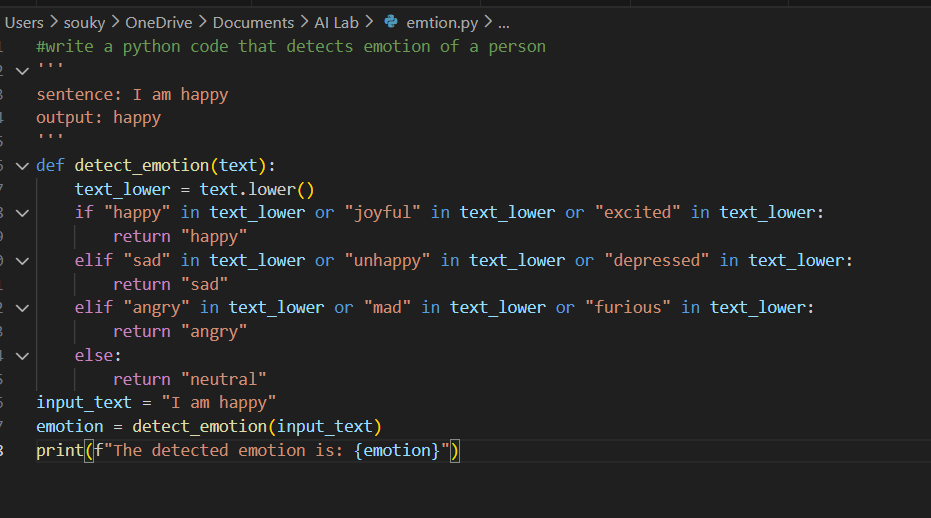 Users > souky > OneDrive > Documents > AI Lab > emtion.py > ...
#write a python code that detects emotion of a person
'''
sentence: I am happy
output: happy
'''
def detect_emotion(text):
    text_lower = text.lower()
    if "happy" in text_lower or "joyful" in text_lower or "excited" in text_lower:
        return "happy"
    elif "sad" in text_lower or "unhappy" in text_lower or "depressed" in text_lower:
        return "sad"
    elif "angry" in text_lower or "mad" in text_lower or "furious" in text_lower:
        return "angry"
    else:
        return "neutral"
input_text = "I am happy"
emotion = detect_emotion(input_text)
print(f"The detected emotion is: {emotion}")